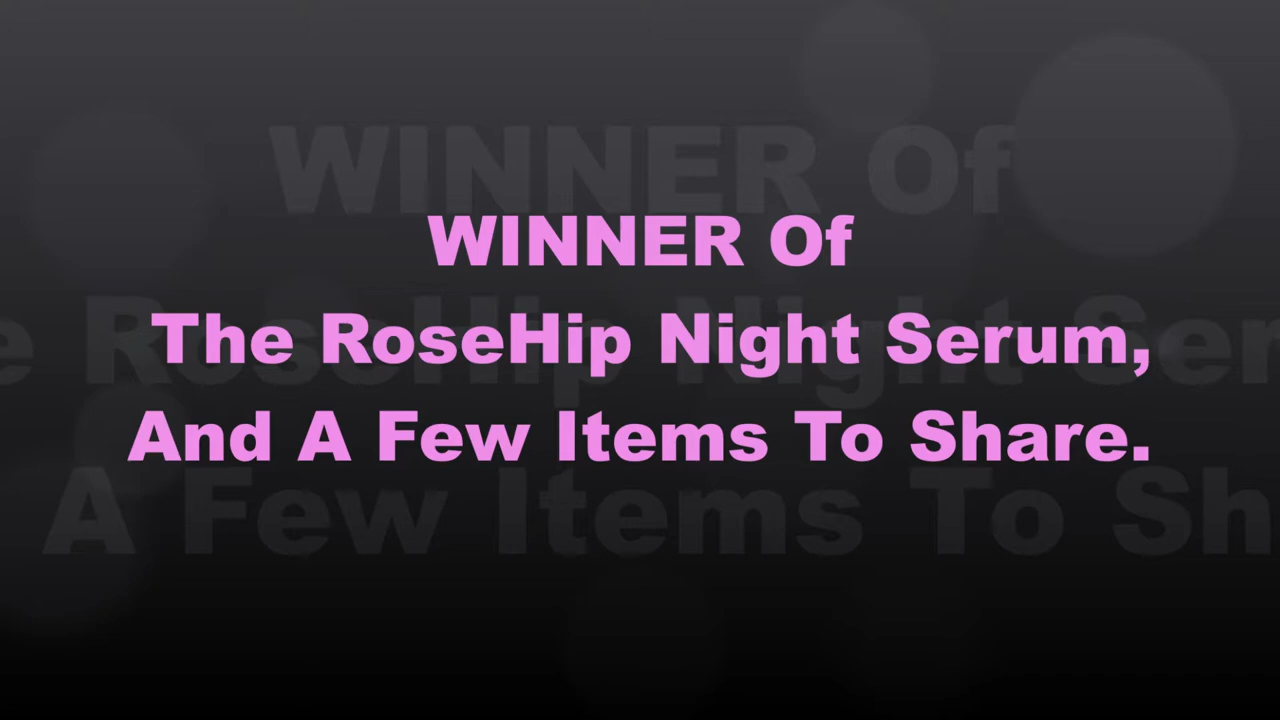 WINNER Of
The RoseHip Night Serum,
And A Few Items To Share.